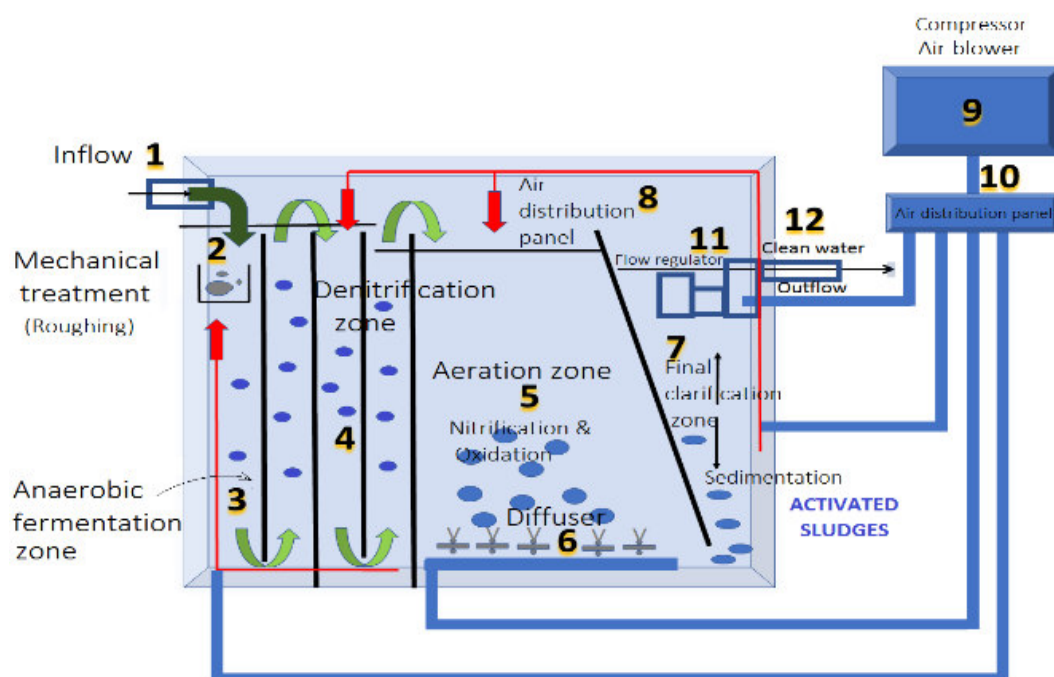 Compressor
Air blower
9
10
Air distribution panel
Inflow 1
2
Mechanical
treatment
(Roughing)
Air
distribution
panel
8
11
12
Clean water
Flow regulator
Outflow
Denitrification
zone
7
Final
clarification
zone
Aeration zone
5
Nitrification &
Oxidation
4
Sedimentation
Anaerobic
fermentation
zone
3
ACTIVATED
SLUDGES
Diffuser
6